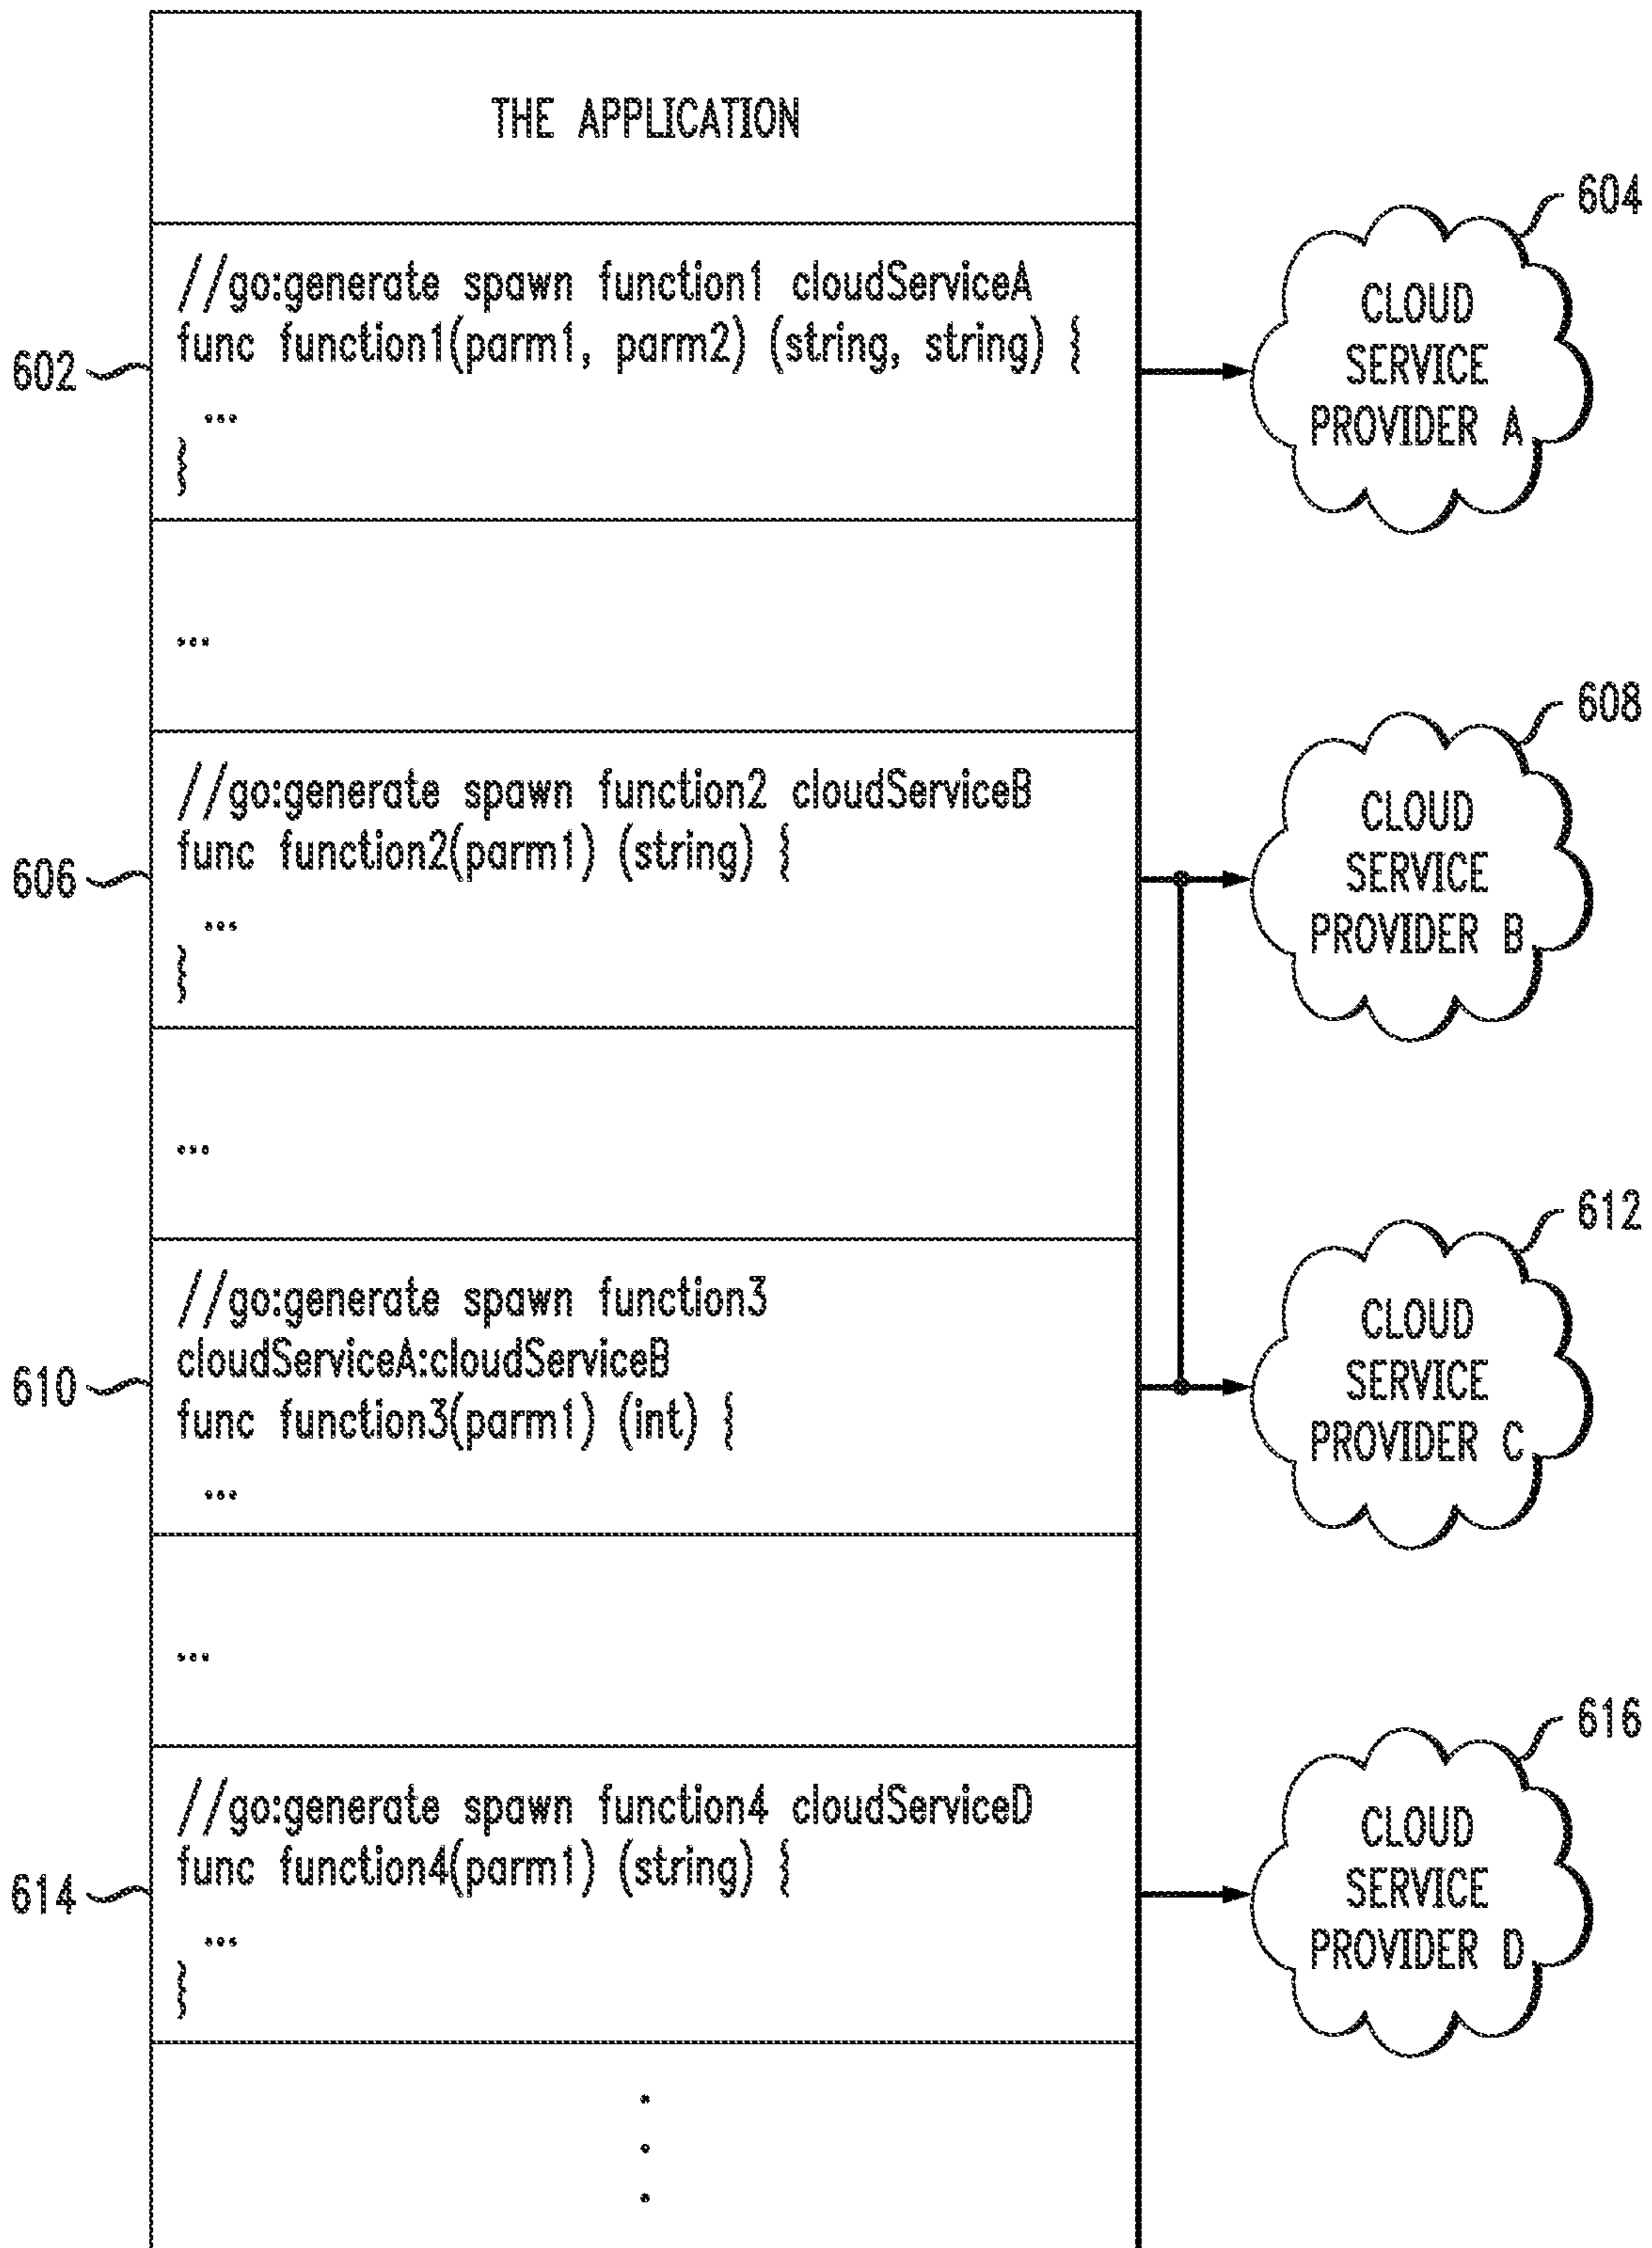 THE APPLICATION
//go:generate spawn function1 cloudServiceA
func function1(parm1, parm2) (string, string) {
...
}
602
604
CLOUD
SERVICE
PROVIDER A
...
//go:generate spawn function2 cloudServiceB
func function2(parm1) (string) {
...
}
606
608
CLOUD
SERVICE
PROVIDER B
...
//go:generate spawn function3
cloudServiceA:cloudServiceB
func function3(parm1) (int) {
...
610
612
CLOUD
SERVICE
PROVIDER C
...
//go:generate spawn function4 cloudServiceD
func function4(parm1) (string) {
...
}
614
616
CLOUD
SERVICE
PROVIDER D
.
.
.